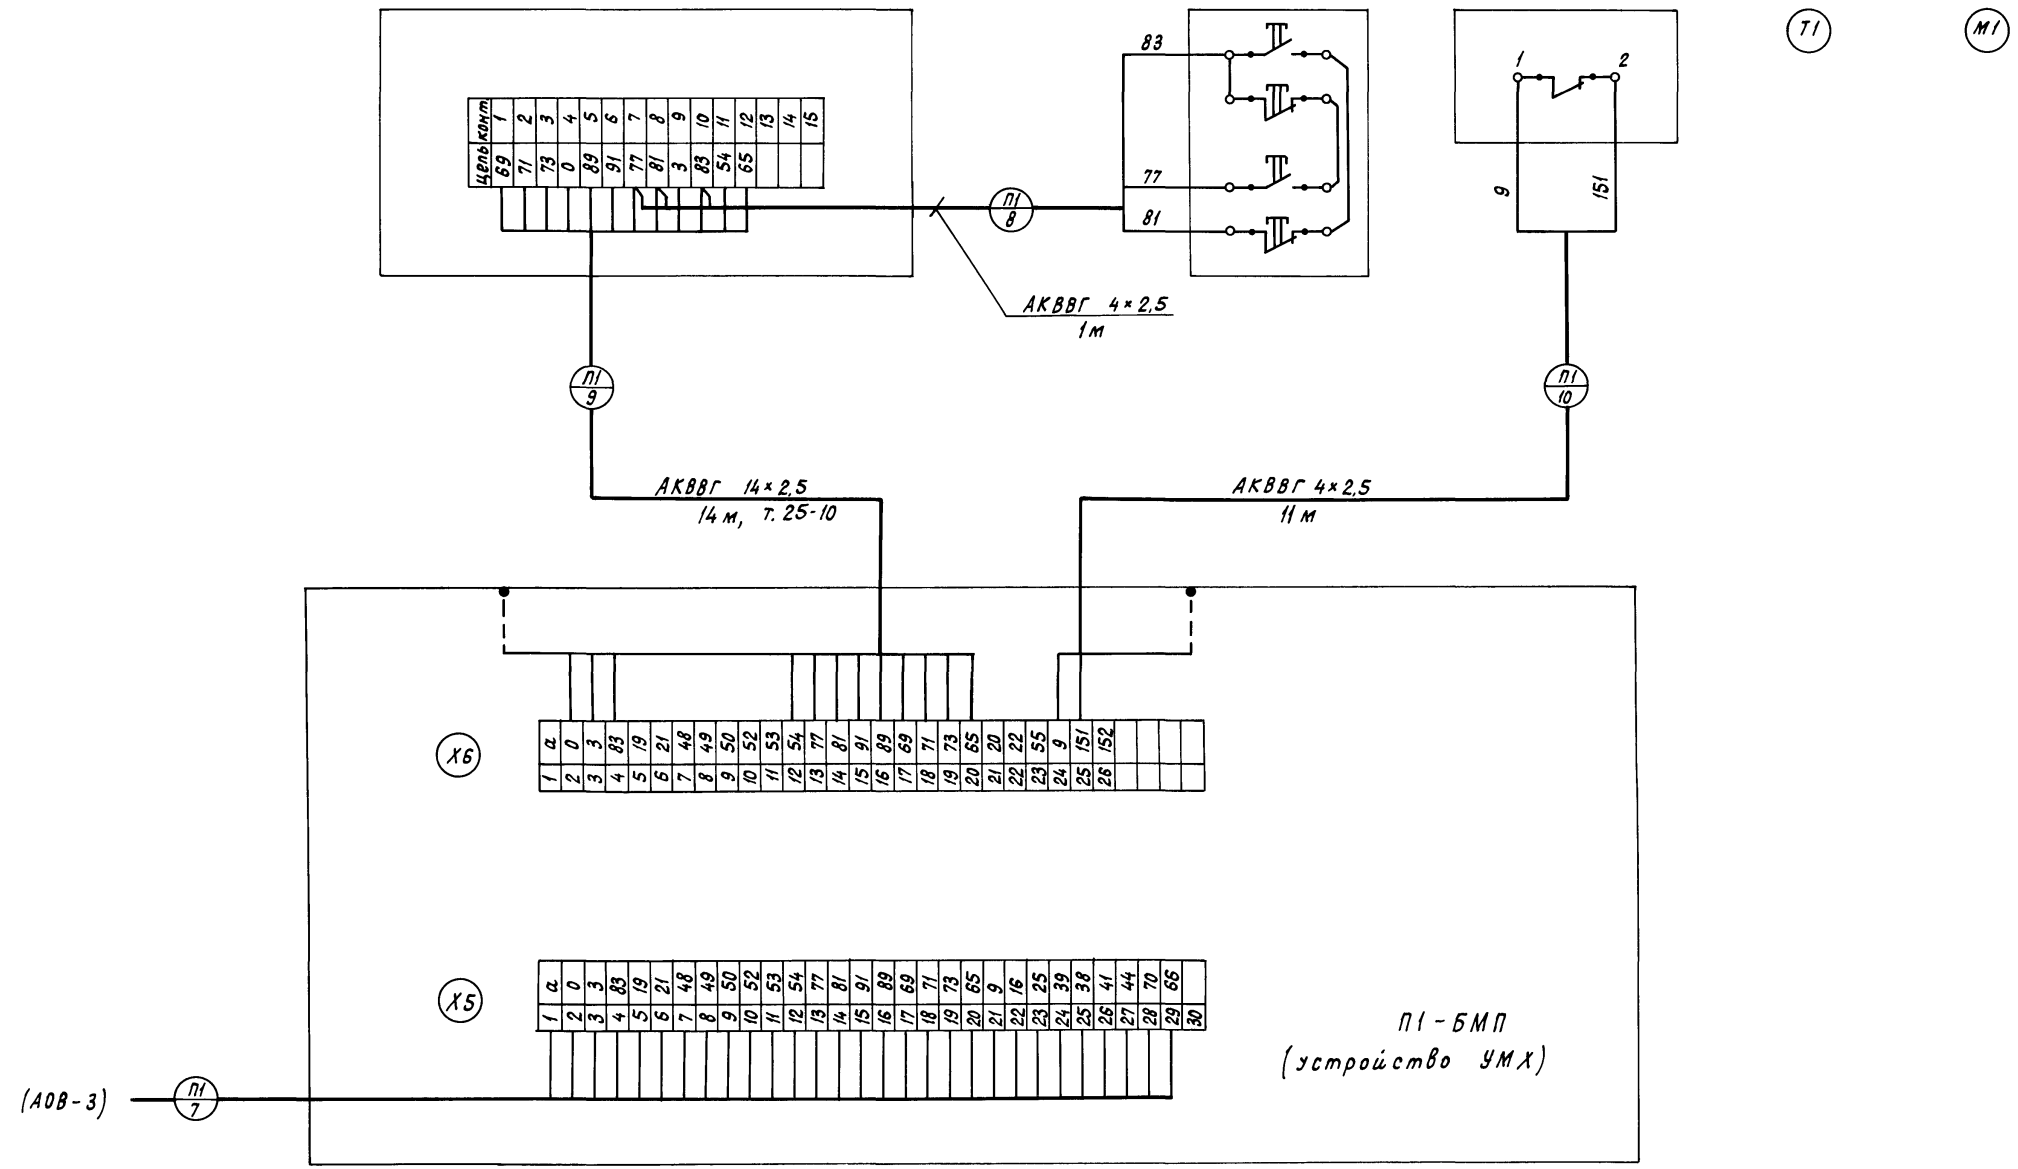 Т1
М1
конт. 1 2 3 4 5 6 7 8 9 10 11 12 13 14 15
Цепь 69 71 73 0 89 91 77 81 3 83 54 65
83
77
81
1 2
9 151
П1
8
АКВВГ 4×2,5
1м
П1
9
П1
10
АКВВГ 14×2,5
14м, т.25-10
АКВВГ 4×2,5
11м
Х6
а 0 3 83 19 21 48 49 50 52 53 54 77 81 91 89 69 71 73 65 20 22 55 9 151 152
1 2 3 4 5 6 7 8 9 10 11 12 13 14 15 16 17 18 19 20 21 22 23 24 25 26
Х5
а 0 3 83 19 21 48 49 50 52 53 54 77 81 91 89 69 71 73 65 9 16 25 39 38 41 44 70 66
1 2 3 4 5 6 7 8 9 10 11 12 13 14 15 16 17 18 19 20 21 22 23 24 25 26 27 28 29 30
П1-БМП
(устройство УМХ)
(АОВ-3)
П1
7